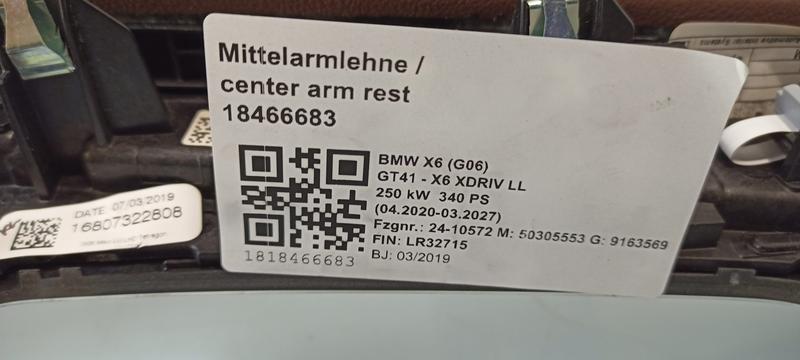 Mittelarmlehne /
center arm rest
18466683
BMW X6 (G06)
GT41 - X6 XDRIV LL
250 kW 340 PS
(04.2020-03.2027)
Fzgnr.: 24-10572 M: 50305553 G: 9163569
FIN: LR32715
BJ: 03/2019
1818466683
DATE: 07/03/2019
16807322808